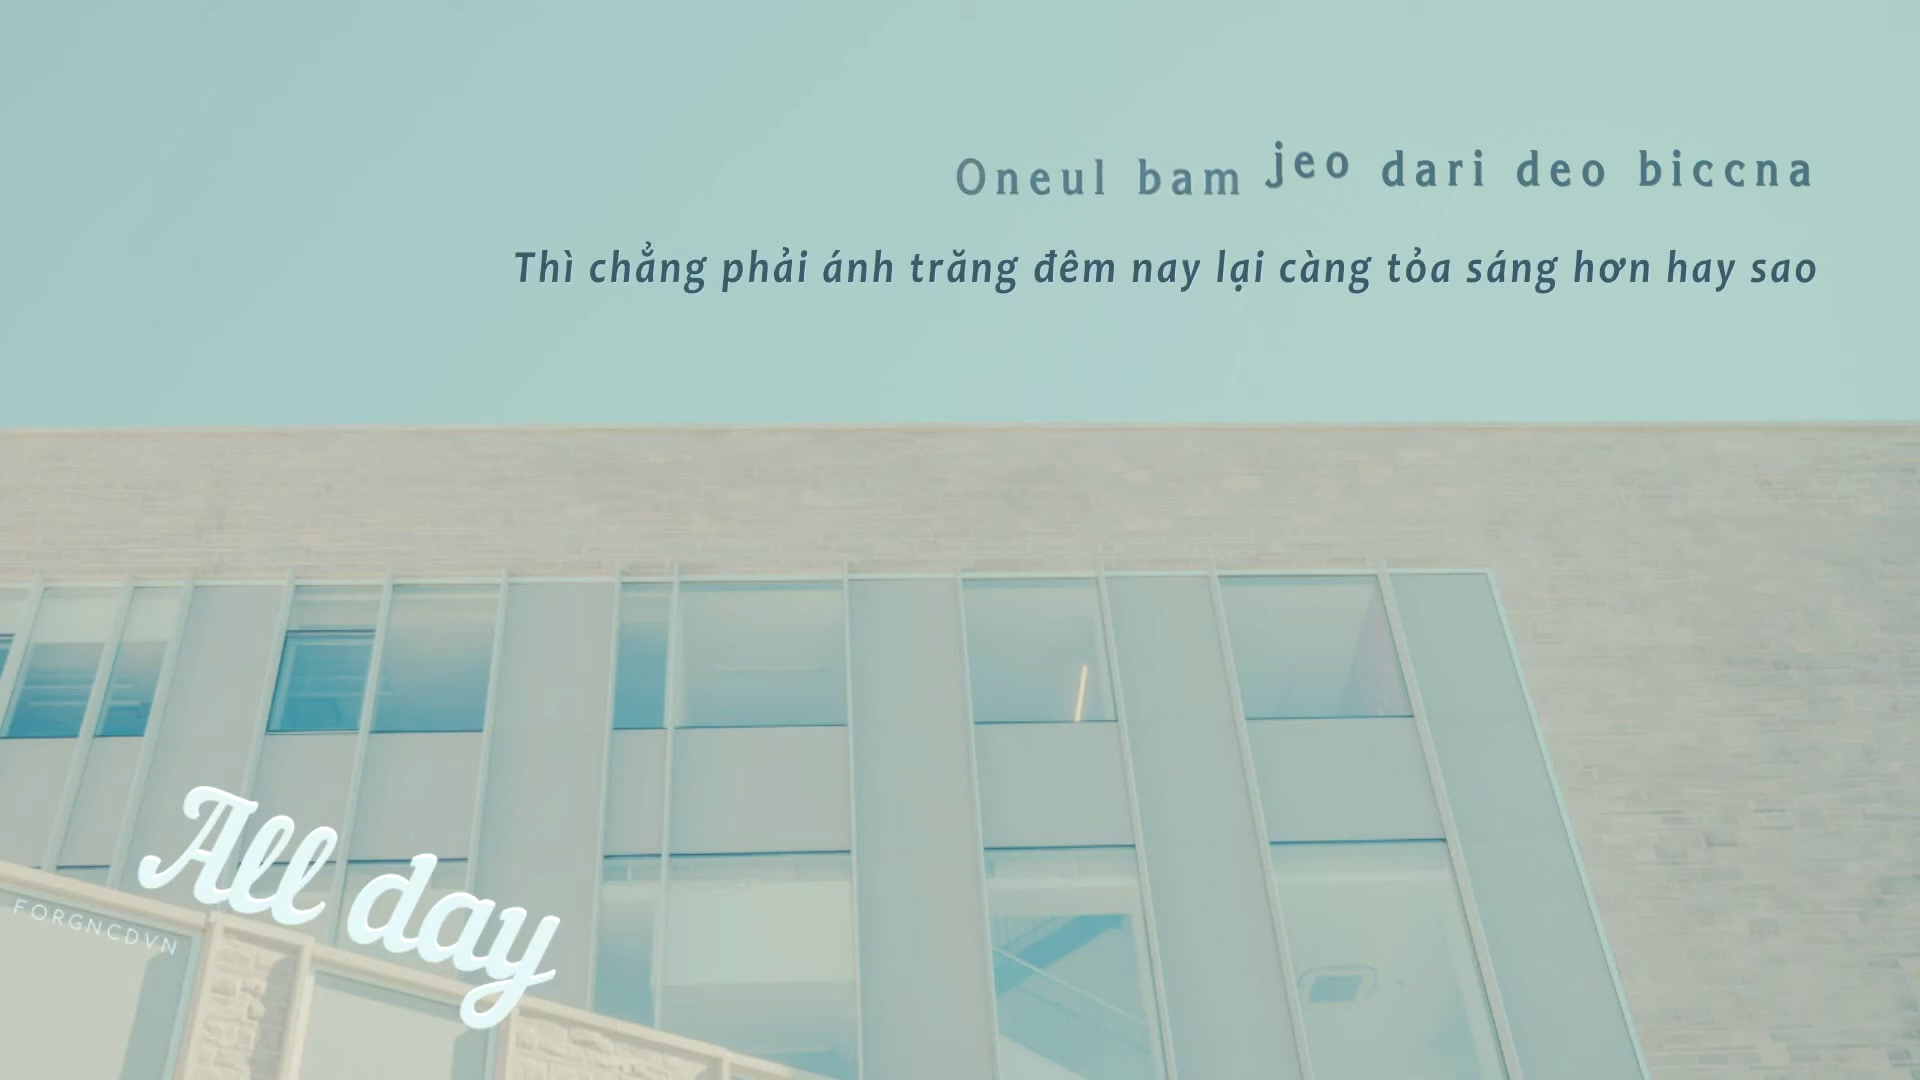 Oneul bam jeo dari deo biccna
Thì chẳng phải ánh trăng đêm nay lại càng tỏa sáng hơn hay sao
All day
FORGNCDVN